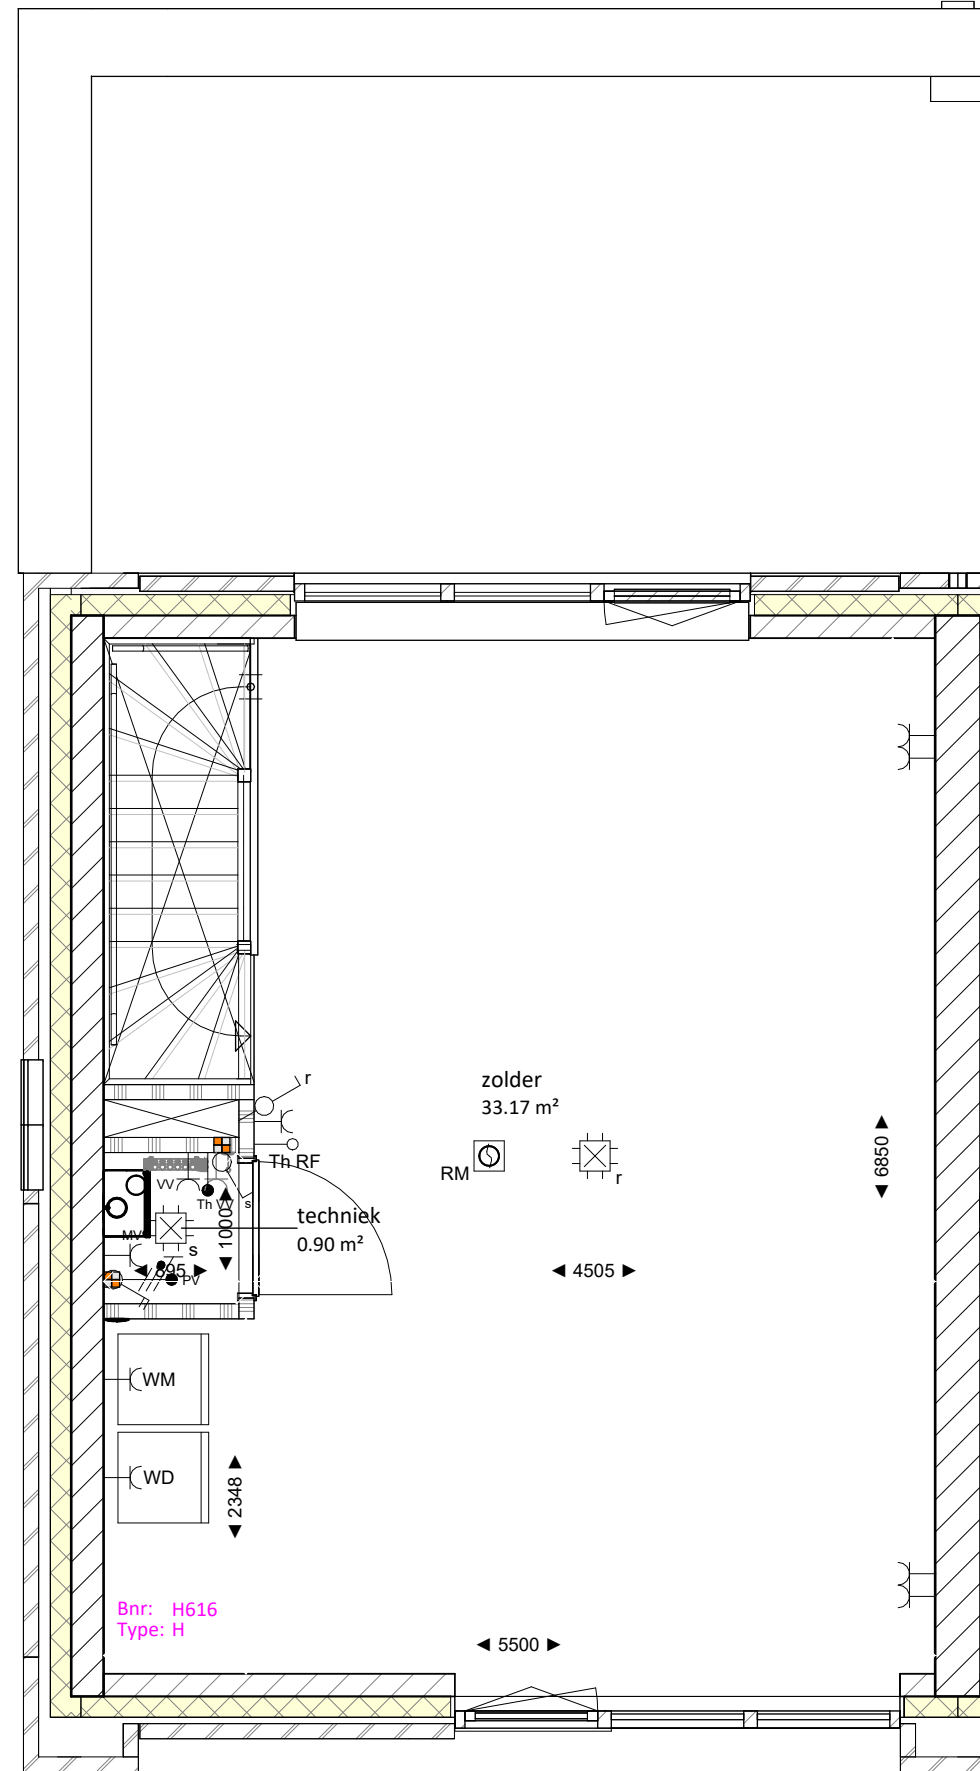 r
zolder
33.17 m²
Th RF
RM
r
6850
VV
Th VV
s
1000
techniek
0.90 m²
MV
s
895
PV
4505
WM
WD
2348
Bnr: H616
Type: H
5500